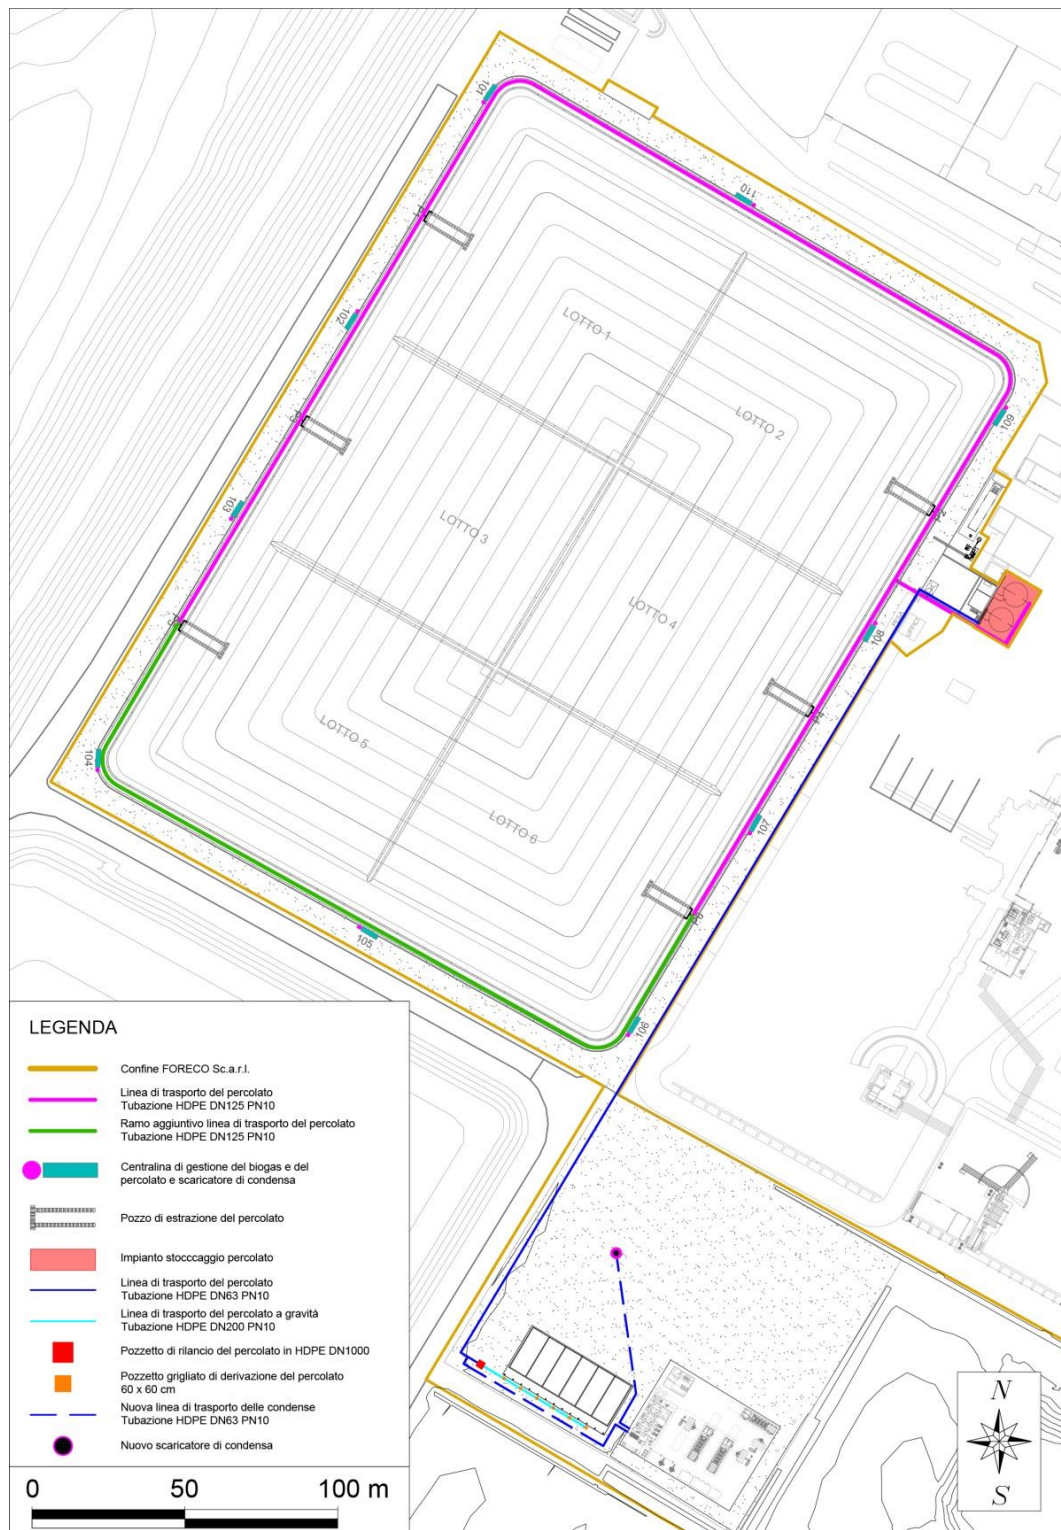 101
110
102
LOTTO 1
LOTTO 2
109
P2
103
LOTTO 3
LOTTO 4
108
P4
104
LOTTO 5
LOTTO 6
107
105
106
LEGENDA
Confine FORECO Sc.a.r.l.
Linea di trasporto del percolato
Tubazione HDPE DN125 PN10
Ramo aggiuntivo linea di trasporto del percolato
Tubazione HDPE DN125 PN10
Centralina di gestione del biogas e del
percolato e scaricatore di condensa
Pozzo di estrazione del percolato
Impianto stocccaggio percolato
Linea di trasporto del percolato
Tubazione HDPE DN63 PN10
Linea di trasporto del percolato a gravità
Tubazione HDPE DN200 PN10
Pozzetto di rilancio del percolato in HDPE DN1000
Pozzetto grigliato di derivazione del percolato
60 x 60 cm
Nuova linea di trasporto delle condense
Tubazione HDPE DN63 PN10
Nuovo scaricatore di condensa
0 50 100 m
N
S